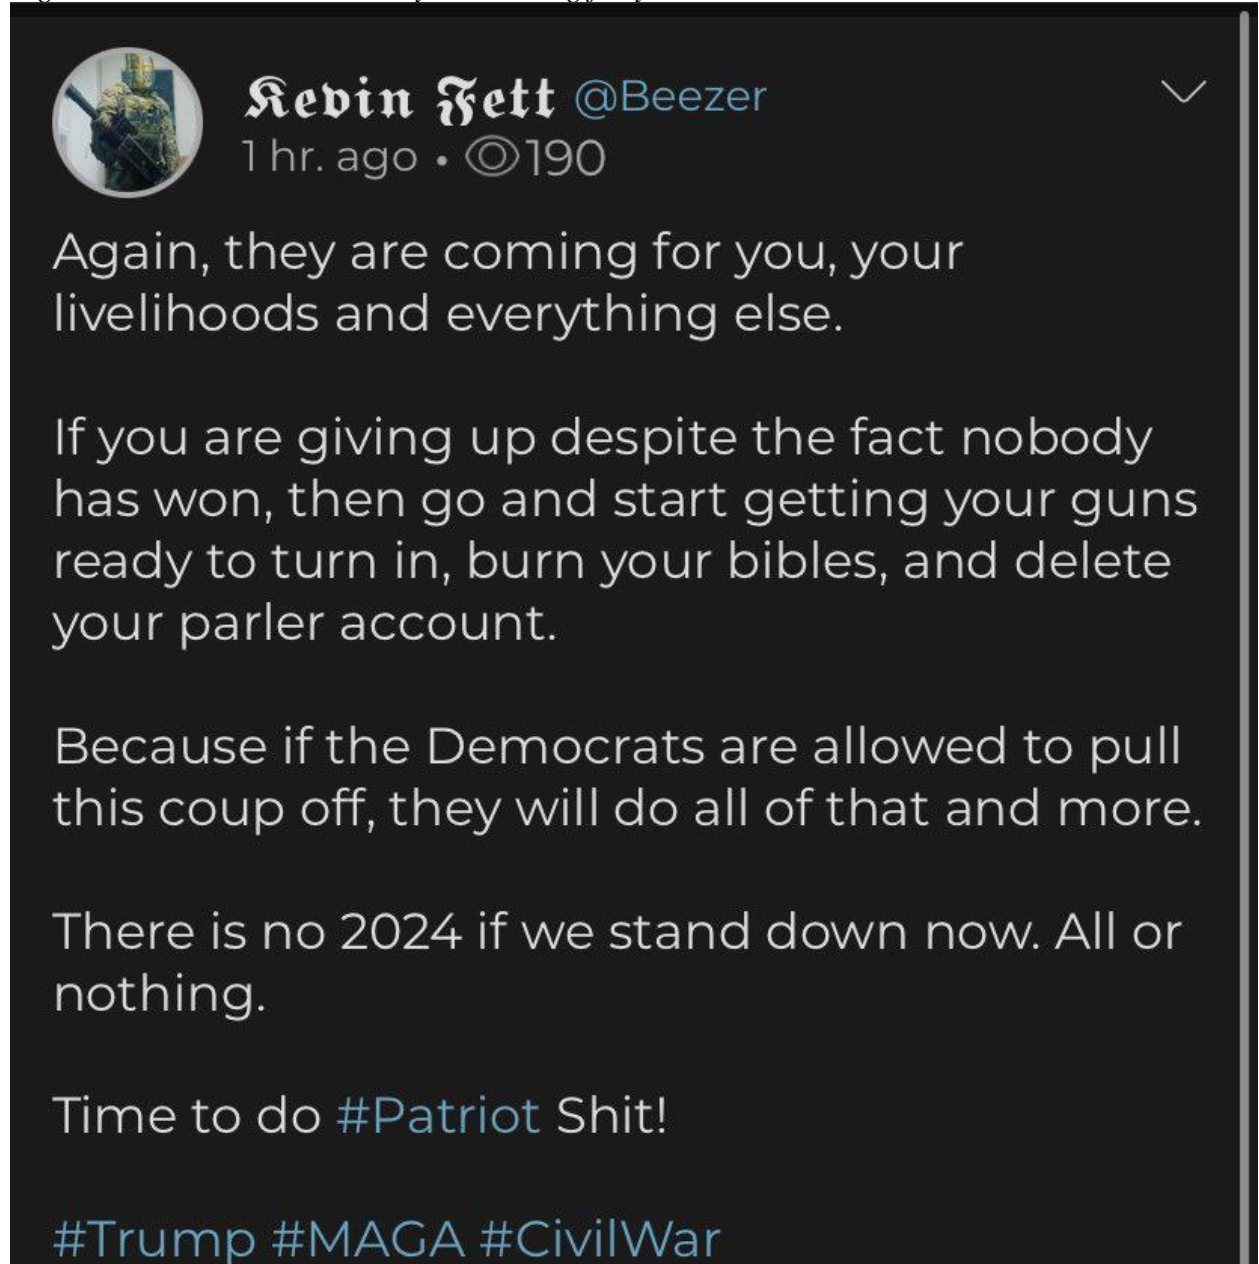 Kevin Fett @Beezer
1 hr. ago • 190
Again, they are coming for you, your
livelihoods and everything else.
If you are giving up despite the fact nobody
has won, then go and start getting your guns
ready to turn in, burn your bibles, and delete
your parler account.
Because if the Democrats are allowed to pull
this coup off, they will do all of that and more.
There is no 2024 if we stand down now. All or
nothing.
Time to do #Patriot Shit!
#Trump #MAGA #CivilWar